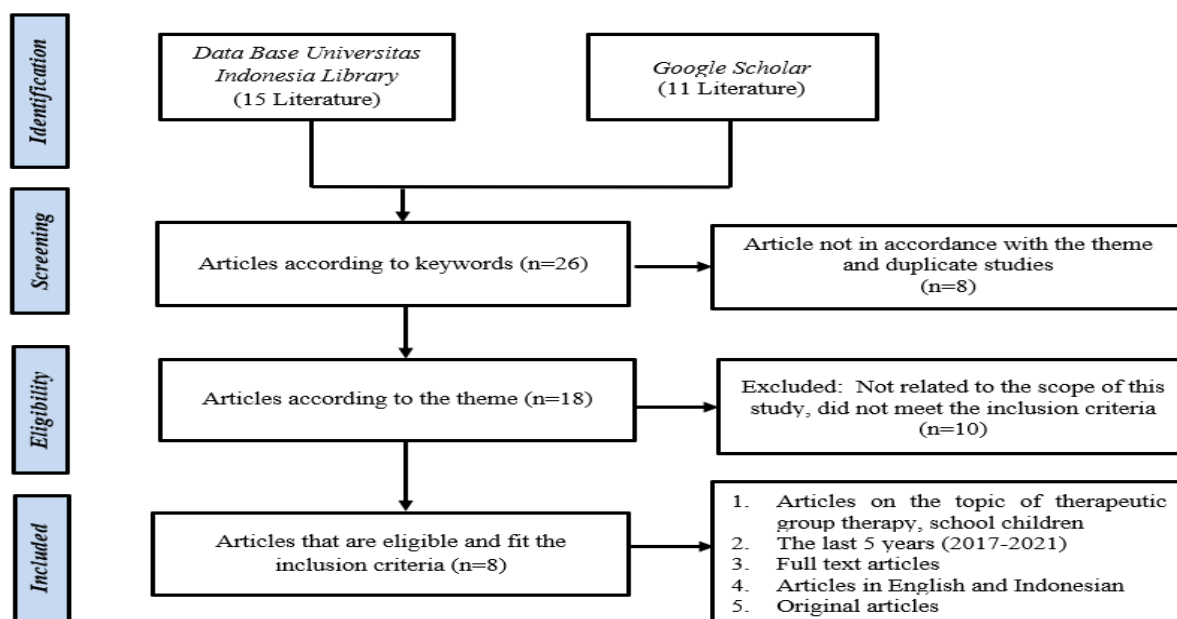 Identification
Data Base Universitas
Indonesia Library
(15 Literature)
Google Scholar
(11 Literature)
Screening
Articles according to keywords (n=26)
Article not in accordance with the theme
and duplicate studies
(n=8)
Eligibility
Articles according to the theme (n=18)
Excluded: Not related to the scope of this
study, did not meet the inclusion criteria
(n=10)
Included
Articles that are eligible and fit the
inclusion criteria (n=8)
1. Articles on the topic of therapeutic
group therapy, school children
2. The last 5 years (2017-2021)
3. Full text articles
4. Articles in English and Indonesian
5. Original articles